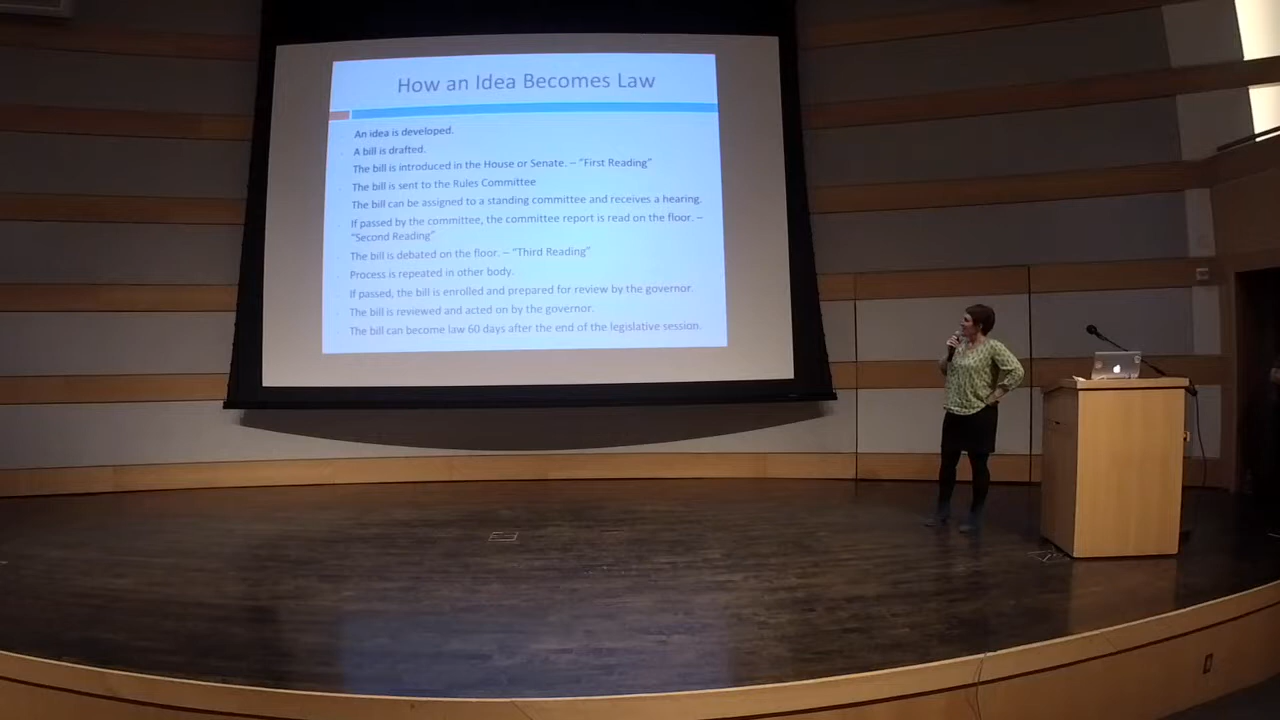 How an Idea Becomes Law
An idea is developed.
A bill is drafted.
The bill is introduced in the House or Senate. – "First Reading"
The bill is sent to the Rules Committee
The bill can be assigned to a standing committee and receives a hearing.
If passed by the committee, the committee report is read on the floor. –
"Second Reading"
The bill is debated on the floor. – "Third Reading"
Process is repeated in other body.
If passed, the bill is enrolled and prepared for review by the governor.
The bill is reviewed and acted on by the governor.
The bill can become law 60 days after the end of the legislative session.